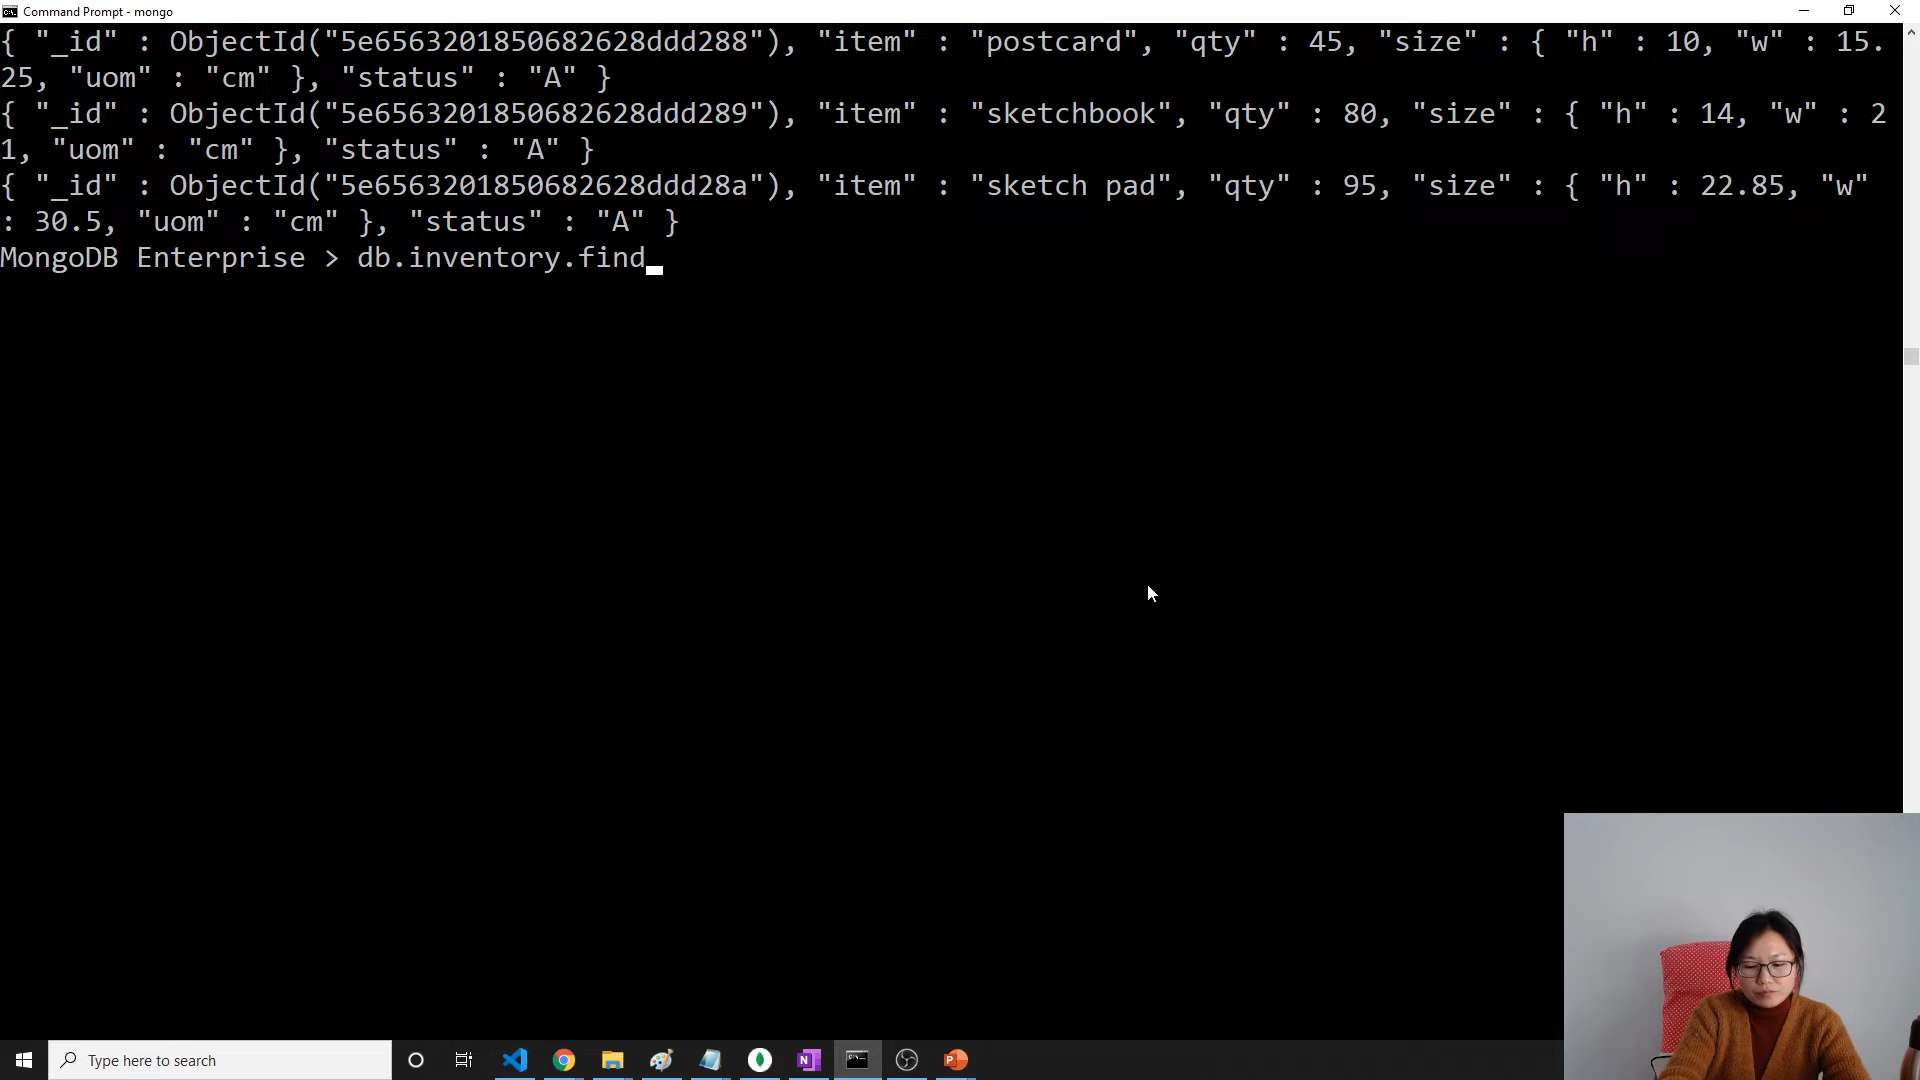 Command Prompt - mongo
{ "_id" : ObjectId("5e6563201850682628ddd288"), "item" : "postcard", "qty" : 45, "size" : { "h" : 10, "w" : 15.
25, "uom" : "cm" }, "status" : "A" }
{ "_id" : ObjectId("5e6563201850682628ddd289"), "item" : "sketchbook", "qty" : 80, "size" : { "h" : 14, "w" : 2
1, "uom" : "cm" }, "status" : "A" }
{ "_id" : ObjectId("5e6563201850682628ddd28a"), "item" : "sketch pad", "qty" : 95, "size" : { "h" : 22.85, "w"
: 30.5, "uom" : "cm" }, "status" : "A" }
MongoDB Enterprise > db.inventory.find
Type here to search